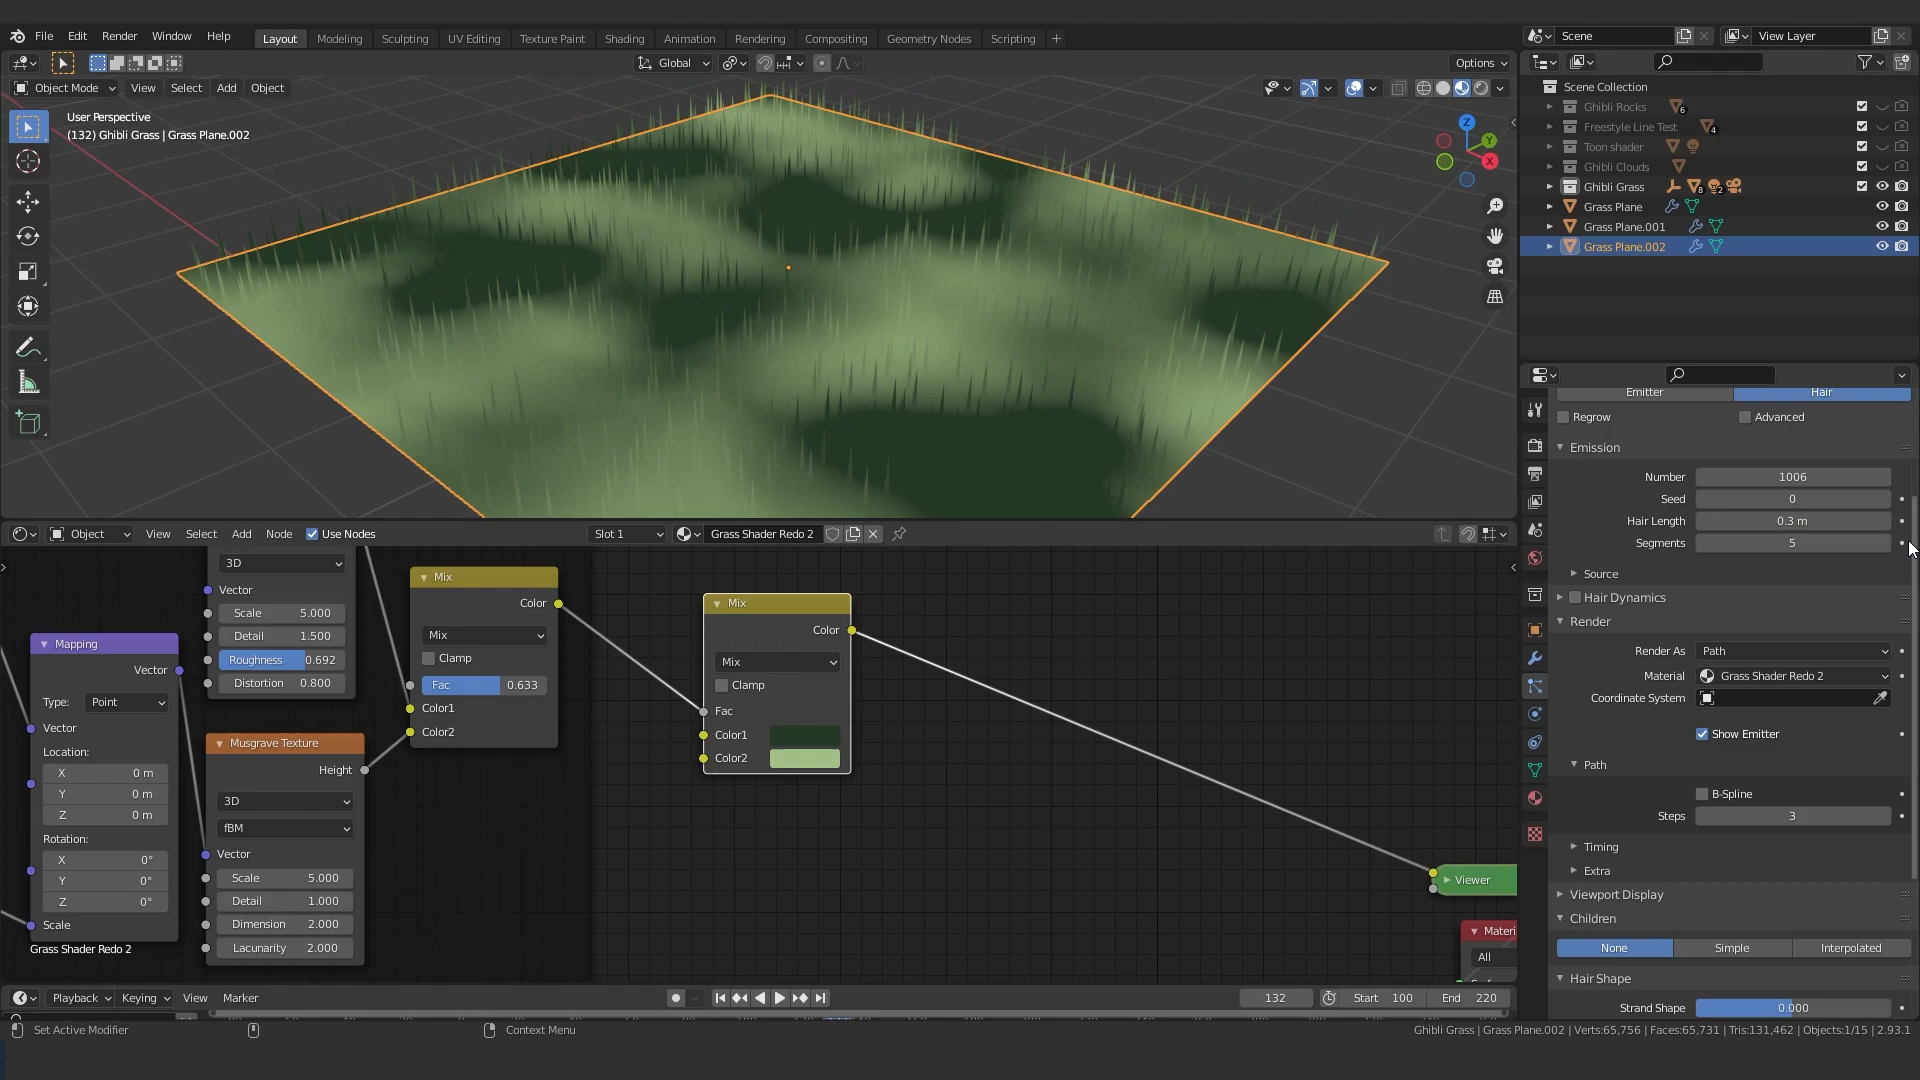 File Edit Render Window Help Layout Modeling Sculpting UV Editing Texture Paint Shading Animation Rendering Compositing Geometry Nodes Scripting +
Scene View Layer
Global Options
Object Mode View Select Add Object
User Perspective
(132) Ghibli Grass | Grass Plane.002
Z
Y
X
Scene Collection
Ghibli Rocks 6
Freestyle Line Test 4
Toon shader
Ghibli Clouds
Ghibli Grass 8 2
Grass Plane
Grass Plane.001
Grass Plane.002
Emitter Hair
Regrow Advanced
Emission
Number 1006
Seed 0
Hair Length 0.3 m
Segments 5
Source
Hair Dynamics
Render
Render As Path
Material Grass Shader Redo 2
Coordinate System
Show Emitter
Path
B-Spline
Steps 3
Timing
Extra
Viewport Display
Children
None Simple Interpolated
Hair Shape
Strand Shape 0.000
Object View Select Add Node Use Nodes Slot 1 Grass Shader Redo 2
3D
Vector
Scale 5.000
Detail 1.500
Roughness 0.692
Distortion 0.800
Mapping
Vector
Type: Point
Vector
Location:
X 0 m
Y 0 m
Z 0 m
Rotation:
X 0°
Y 0°
Z 0°
Scale
Grass Shader Redo 2
Musgrave Texture
Height
3D
fBM
Vector
Scale 5.000
Detail 1.000
Dimension 2.000
Lacunarity 2.000
Mix
Color
Mix
Clamp
Fac 0.633
Color1
Color2
Mix
Color
Mix
Clamp
Fac
Color1
Color2
Viewer
Materi
All
Playback Keying View Marker 132 Start 100 End 220
Set Active Modifier Context Menu Ghibli Grass | Grass Plane.002 | Verts:65,756 | Faces:65,731 | Tris:131,462 | Objects:1/15 | 2.93.1